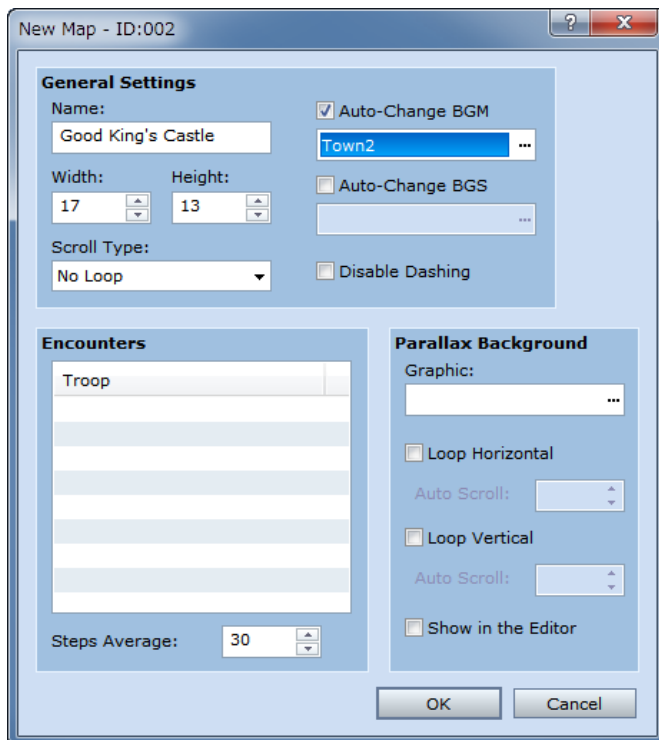 New Map - ID:002
General Settings
Name:
Good King's Castle
Auto-Change BGM
Town2
...
Width:
Height:
17
13
Auto-Change BGS
...
Scroll Type:
No Loop
Disable Dashing
Encounters
Troop
Steps Average:
30
Parallax Background
Graphic:
...
Loop Horizontal
Auto Scroll:
Loop Vertical
Auto Scroll:
Show in the Editor
OK
Cancel